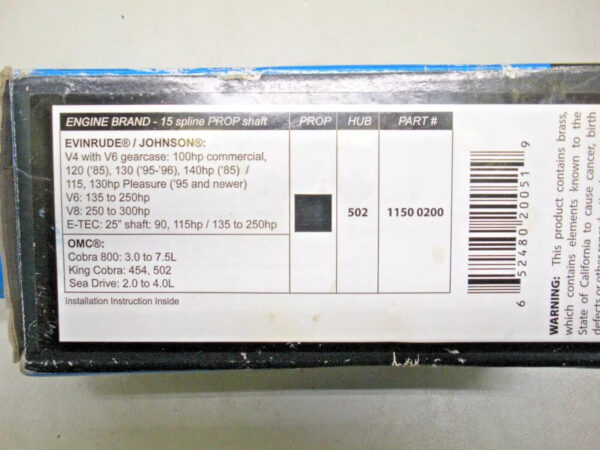 ENGINE BRAND - 15 spline PROP shaft PROP HUB PART #
EVINRUDE® / JOHNSON®:
V4 with V6 gearcase: 100hp commercial,
120 ('85), 130 ('95-'96), 140hp ('85) /
115, 130hp Pleasure ('95 and newer)
V6: 135 to 250hp
V8: 250 to 300hp
E-TEC: 25" shaft: 90, 115hp / 135 to 250hp
502 1150 0200
OMC®:
Cobra 800: 3.0 to 7.5L
King Cobra: 454, 502
Sea Drive: 2.0 to 4.0L
Installation Instruction Inside
6 52480 20051 9
WARNING: This product contains brass,
which contains elements known to the
State of California to cause cancer, birth
defects or other